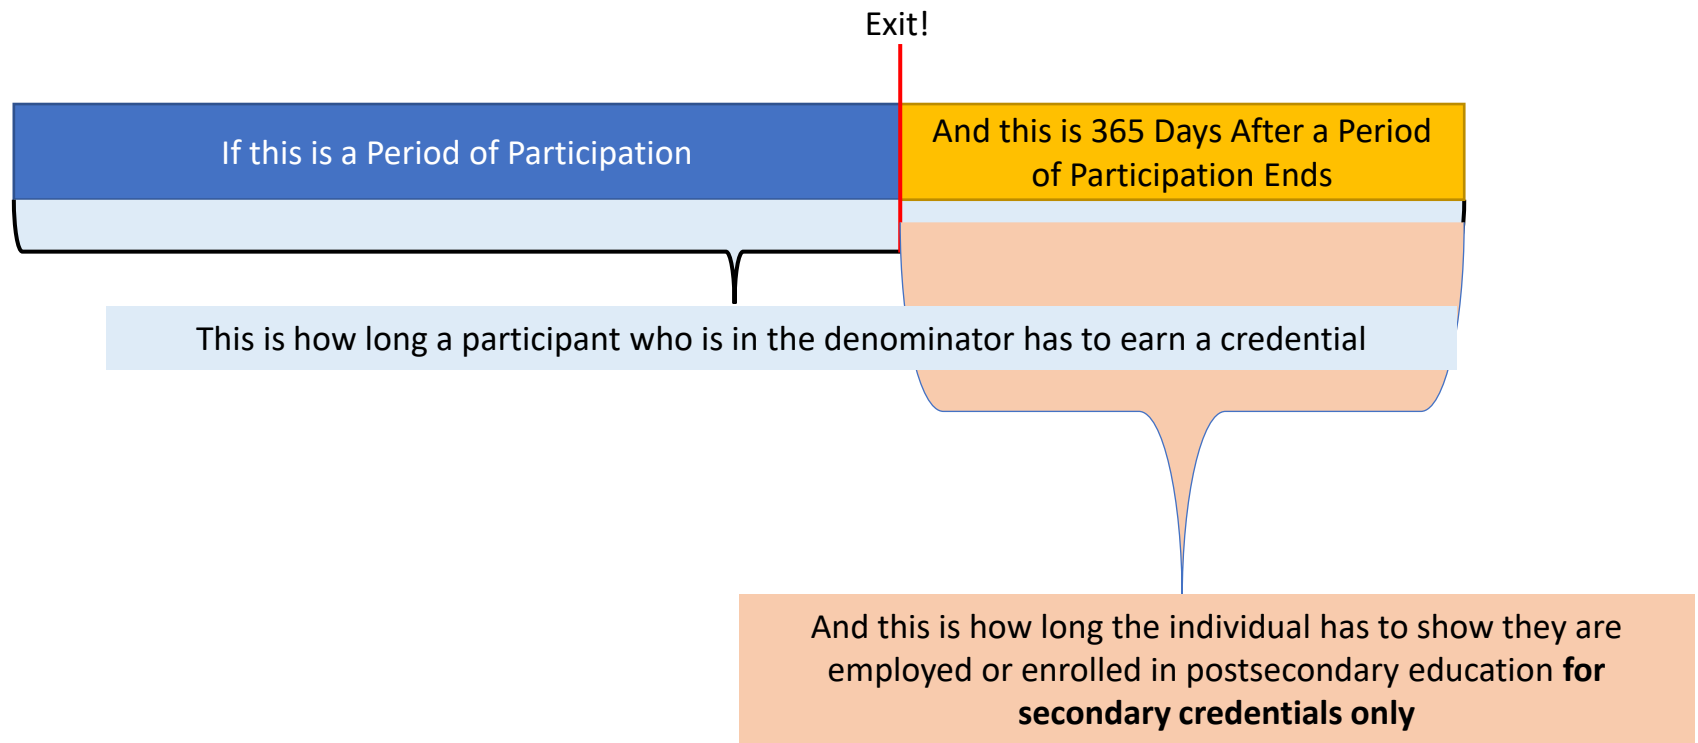 Exit!
If this is a Period of Participation
And this is 365 Days After a Period
of Participation Ends
This is how long a participant who is in the denominator has to earn a credential
And this is how long the individual has to show they are
employed or enrolled in postsecondary education for
secondary credentials only